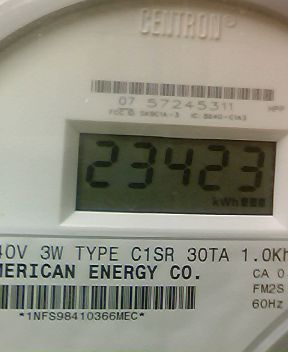 CENTRON®
07 57245311
23423
kWh
40V 3W TYPE C1SR 30TA 1.0Kh
MERICAN ENERGY CO.
CA 0
FM2S
60Hz
*1NFS98410366MEC*